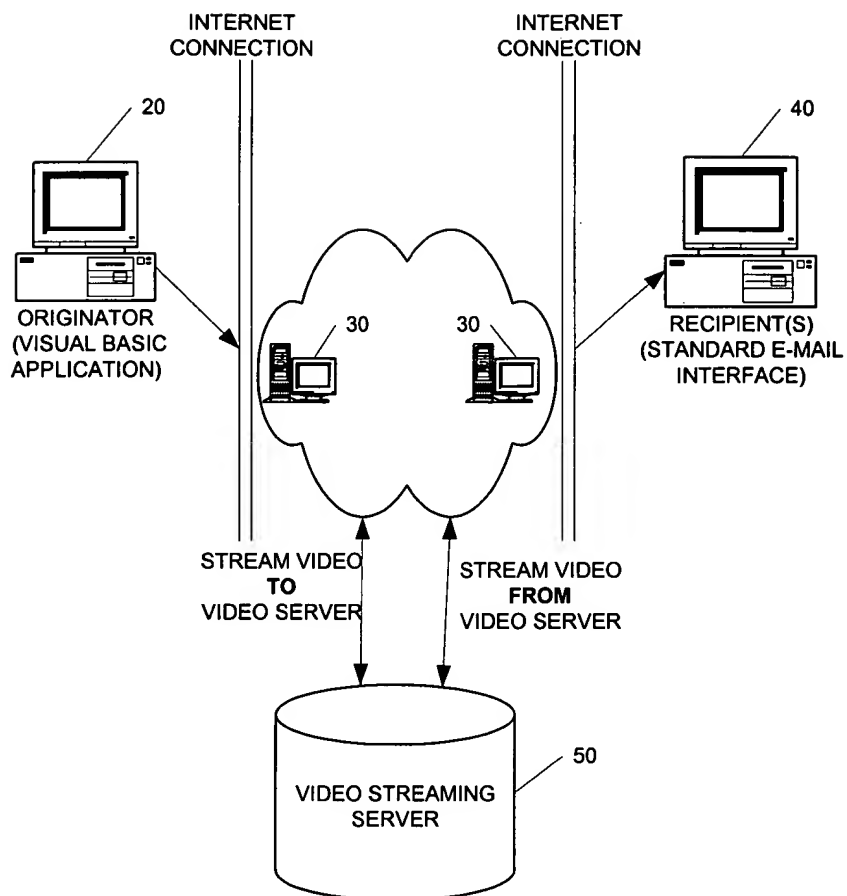 INTERNET
CONNECTION
INTERNET
CONNECTION
20
40
ORIGINATOR
(VISUAL BASIC
APPLICATION)
30
30
RECIPIENT(S)
(STANDARD E-MAIL
INTERFACE)
STREAM VIDEO
TO
VIDEO SERVER
STREAM VIDEO
FROM
VIDEO SERVER
50
VIDEO STREAMING
SERVER